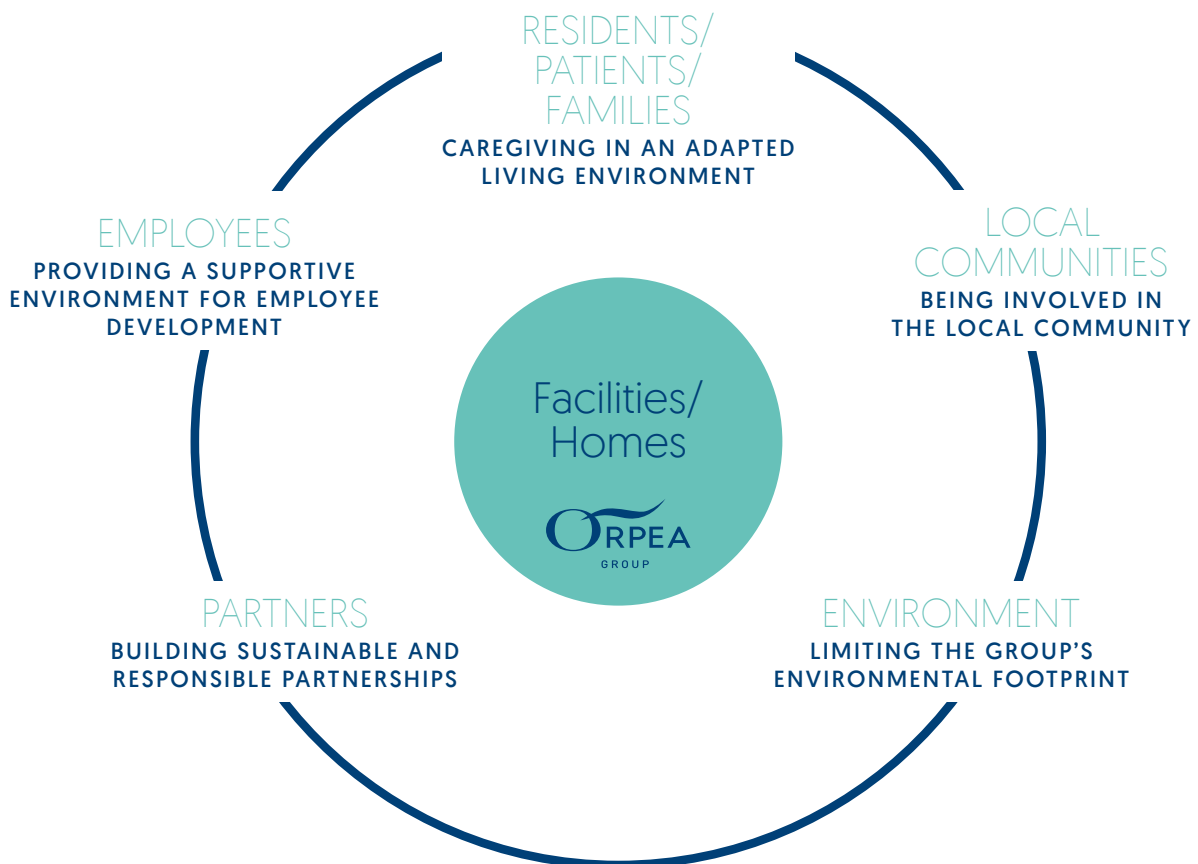 RESIDENTS/
PATIENTS/
FAMILIES
CAREGIVING IN AN ADAPTED
LIVING ENVIRONMENT
EMPLOYEES
PROVIDING A SUPPORTIVE
ENVIRONMENT FOR EMPLOYEE
DEVELOPMENT
LOCAL
COMMUNITIES
BEING INVOLVED IN
THE LOCAL COMMUNITY
Facilities/
Homes
ORPEA
GROUP
PARTNERS
BUILDING SUSTAINABLE AND
RESPONSIBLE PARTNERSHIPS
ENVIRONMENT
LIMITING THE GROUP’S
ENVIRONMENTAL FOOTPRINT